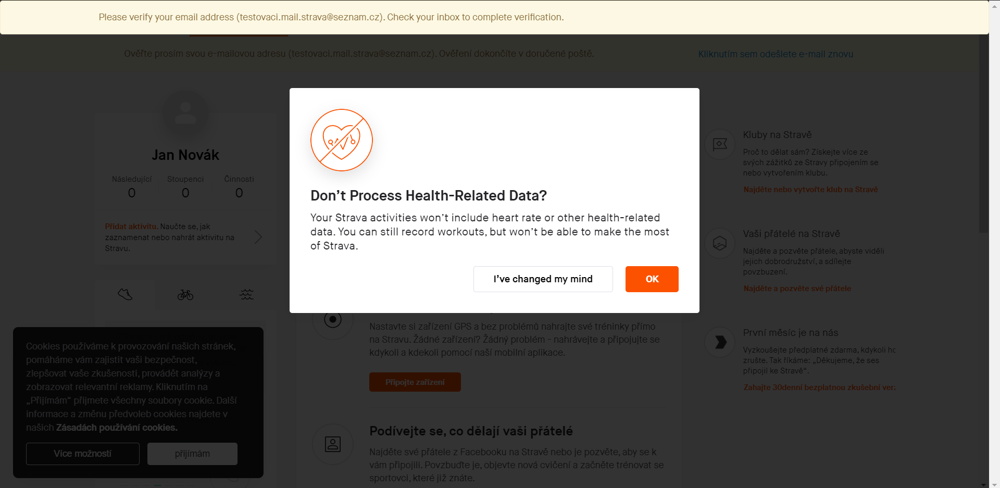 Please verify your email address (testovaci.mail.strava@seznam.cz). Check your inbox to complete verification.
Ověřte prosím svou e-mailovou adresu (testovaci.mail.strava@seznam.cz). Ověření dokončíte v doručené poště.
Kliknutím sem odešlete e-mail znovu
Jan Novák
Následující
Stoupenci
Činnosti
0
0
0
Přidat aktivitu. Naučte se, jak
zaznamenat nebo nahrát aktivitu na
Stravu.
Don't Process Health-Related Data?
Your Strava activities won't include heart rate or other health-related
data. You can still record workouts, but won't be able to make the most
of Strava.
I've changed my mind
OK
Nastavte si zařízení GPS a bez problémů nahrajte své tréninky přímo
na Stravu. Žádné zařízení? Žádný problém - nahrávejte a připojujte se
kdykoli a kdekoli pomocí naší mobilní aplikace.
Připojte zařízení
Podívejte se, co dělají vaši přátelé
Najděte své přátele z Facebooku na Stravě nebo je pozvěte, aby se k
vám připojili. Povzbuďte je, objevte nová cvičení a začněte trénovat se
sportovci, které již znáte.
Kluby na Stravě
Proč to dělat sám? Získejte více ze
svých zážitků ze Stravy připojením se
nebo vytvořením klubu.
Najděte nebo vytvořte klub na Stravě
Vaši přátelé na Stravě
Najděte a pozvěte přátele, abyste viděli
jejich dobrodružství, a sdílejte
povzbuzení.
Najděte a pozvěte své přátele
První měsíc je na nás
Vyzkoušejte předplatné zdarma, kdykoli
zrušte. Tak říkáme: „Děkujeme, že ses
připojil ke Stravě“.
Zahajte 30denní bezplatnou zkušební
Cookies používáme k provozování našich stránek,
pomáháme vám zajistit vaši bezpečnost,
zlepšovat vaše zkušenosti, provádět analýzy a
zobrazovat relevantní reklamy. Kliknutím na
„Přijímám“ přijmete všechny soubory cookie. Další
informace a změnu předvoleb cookies najdete v
našich Zásadách používání cookies.
Více možností
přijímám